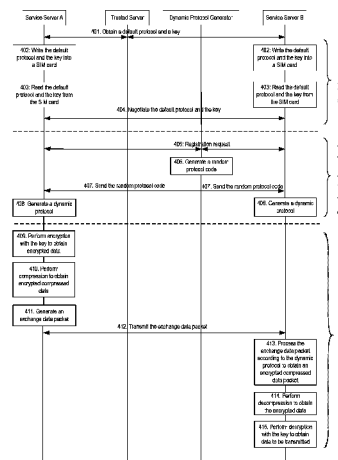 Service Server A
Trusted Server
Dynamic Protocol Generator
Service Server B
401. Obtain a default protocol and a key
402: Write the default
protocol and the key into
a SIM card
402: Write the default
protocol and the key into
a SIM card
403: Read the default
protocol and the key from
the SIM card
403: Read the default
protocol and the key from
the SIM card
404. Negotiate the default protocol and the key
405: Registration request
406. Generate a random
protocol code
407. Send the random protocol code
407. Send the random protocol code
408. Generate a dynamic
protocol
408. Generate a dynamic
protocol
409. Perform encryption
with the key to obtain
encrypted data
410. Perform
compression to obtain
encrypted compressed
data
411. Generate an
exchange data packet
412. Transmit the exchange data packet
413. Process the
exchange data packet
according to the dynamic
protocol to obtain an
encrypted compressed
data packet
414. Perform
decompression to obtain
the encrypted data
415. Perform decryption
with the key to obtain
data to be transmitted